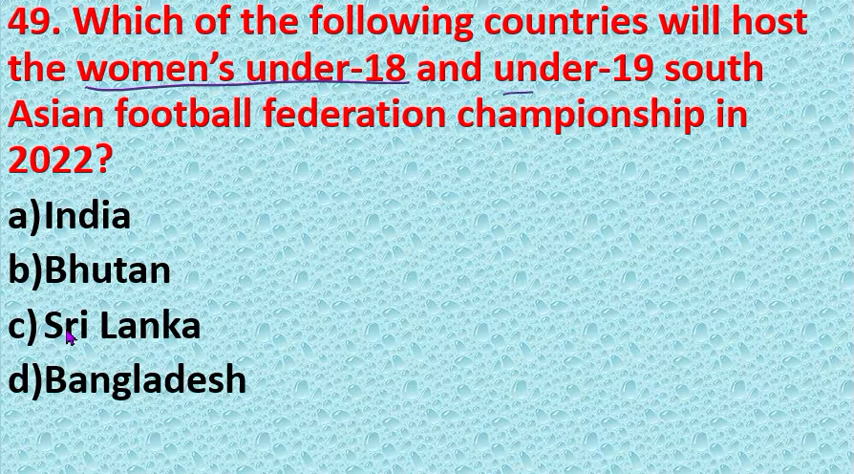 49. Which of the following countries will host
the women’s under-18 and under-19 south
Asian football federation championship in
2022?
a)India
b)Bhutan
c) Sri Lanka
d)Bangladesh